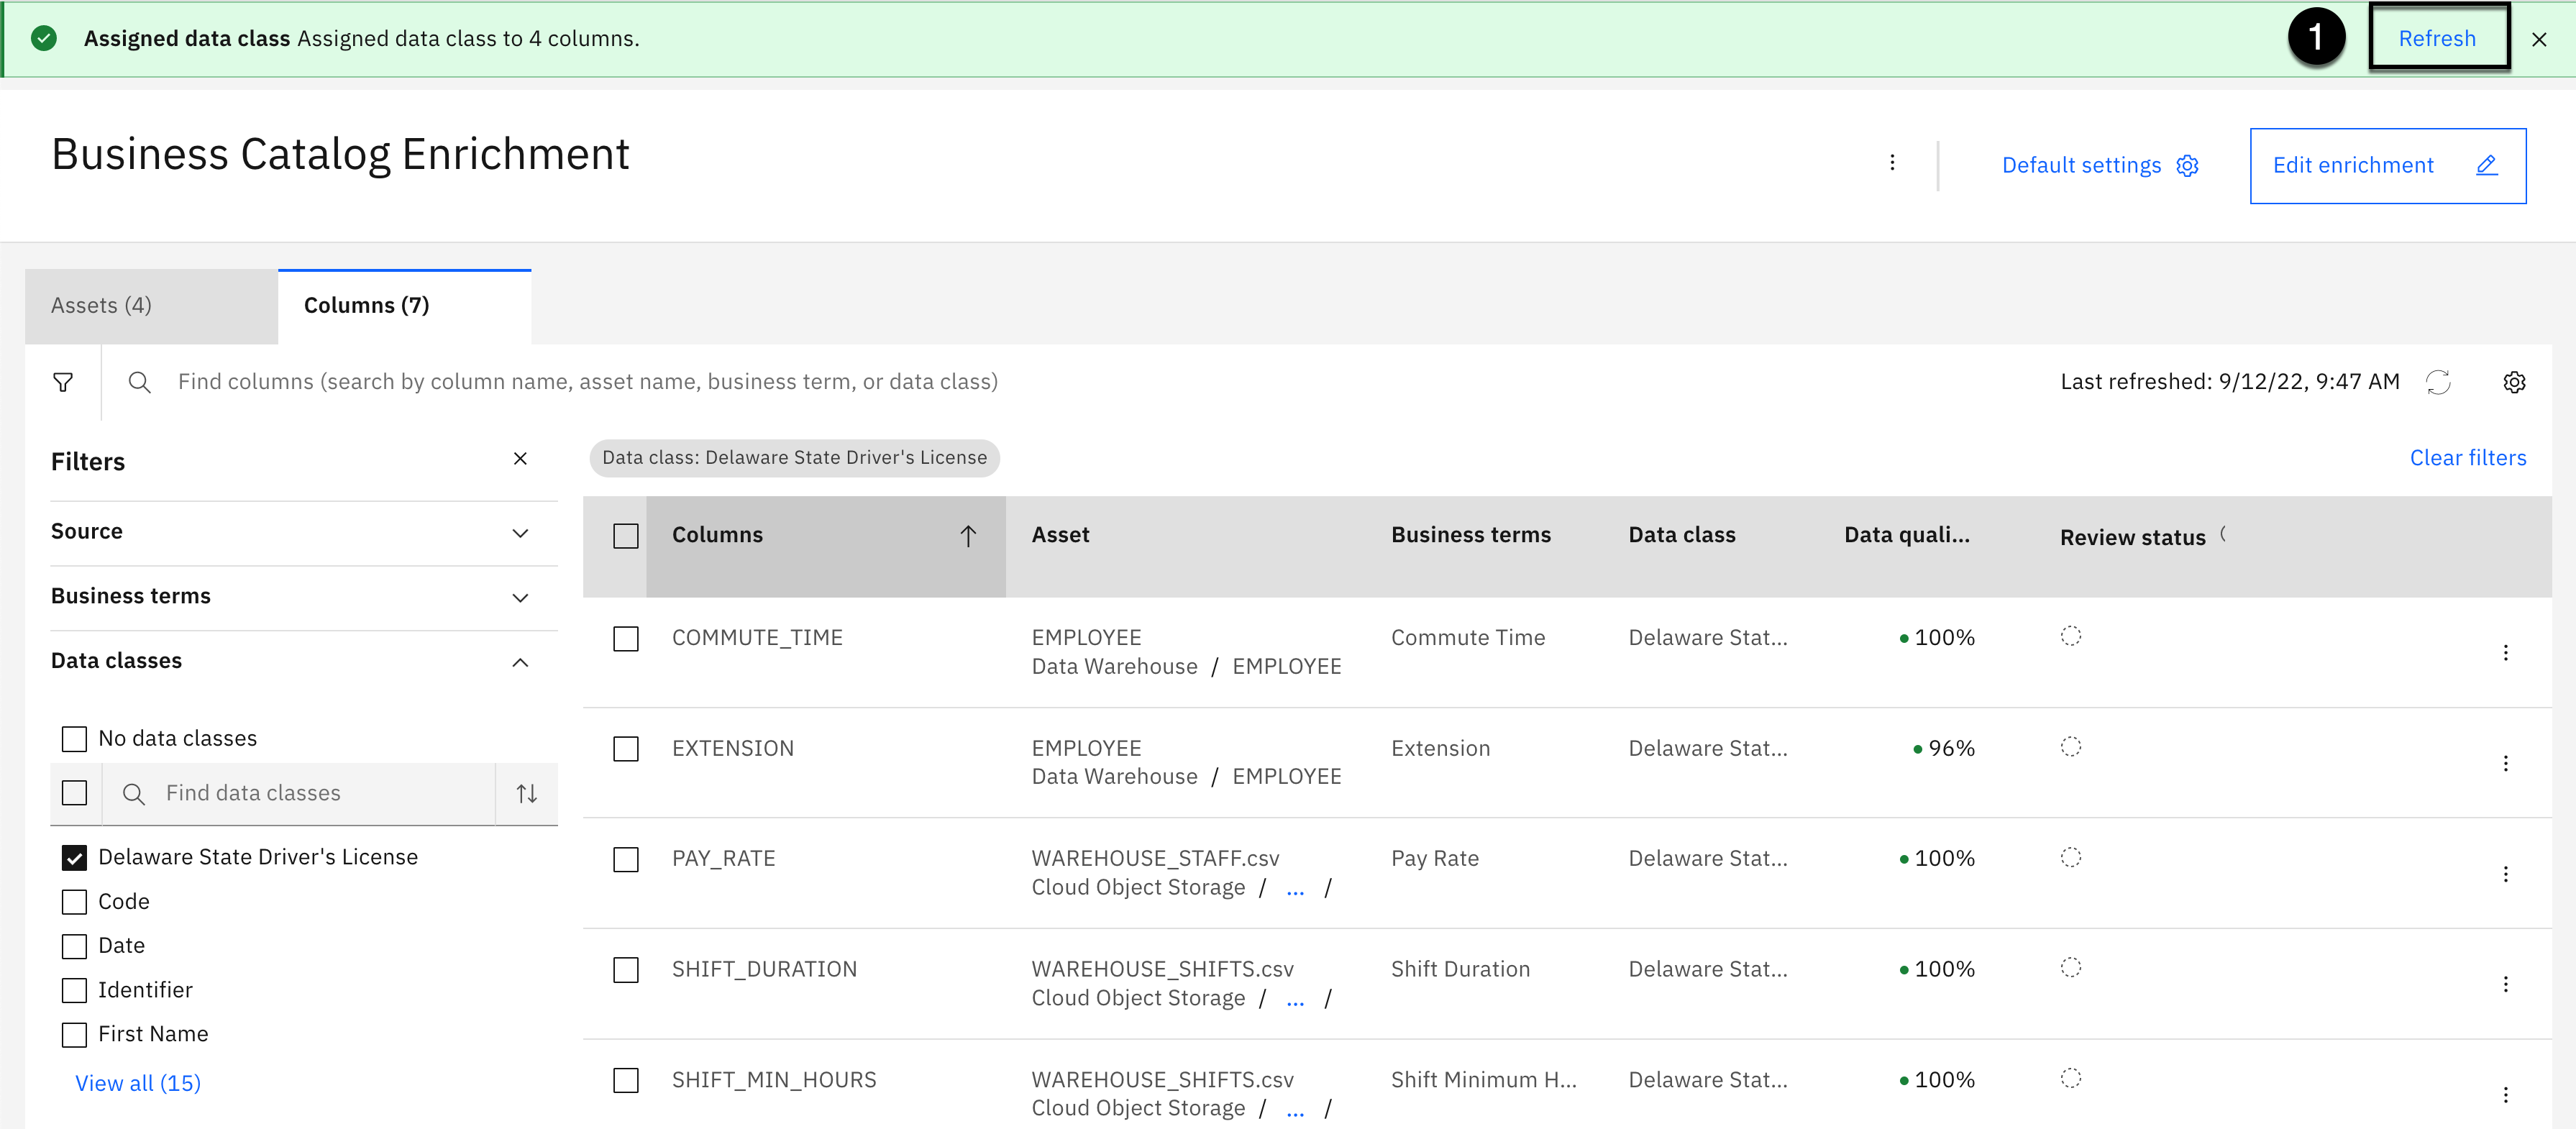 Assigned data class Assigned data class to 4 columns.
1
Refresh
Business Catalog Enrichment
Default settings
Edit enrichment
Assets (4)
Columns (7)
Find columns (search by column name, asset name, business term, or data class)
Last refreshed: 9/12/22, 9:47 AM
Filters
Data class: Delaware State Driver's License
Clear filters
Source
Business terms
Data classes
No data classes
Find data classes
Delaware State Driver's License
Code
Date
Identifier
First Name
View all (15)
Columns
Asset
Business terms
Data class
Data quali...
Review status
COMMUTE_TIME
EMPLOYEE
Data Warehouse / EMPLOYEE
Commute Time
Delaware Stat...
100%
EXTENSION
EMPLOYEE
Data Warehouse / EMPLOYEE
Extension
Delaware Stat...
96%
PAY_RATE
WAREHOUSE_STAFF.csv
Cloud Object Storage / ... /
Pay Rate
Delaware Stat...
100%
SHIFT_DURATION
WAREHOUSE_SHIFTS.csv
Cloud Object Storage / ... /
Shift Duration
Delaware Stat...
100%
SHIFT_MIN_HOURS
WAREHOUSE_SHIFTS.csv
Cloud Object Storage / ... /
Shift Minimum H...
Delaware Stat...
100%